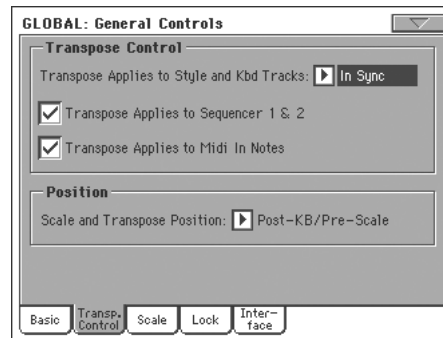 GLOBAL: General Controls
Transpose Control
Transpose Applies to Style and Kbd Tracks: In Sync
Transpose Applies to Sequencer 1 & 2
Transpose Applies to Midi In Notes
Position
Scale and Transpose Position: Post-KB/Pre-Scale
Basic Transp. Control Scale Lock Inter-face